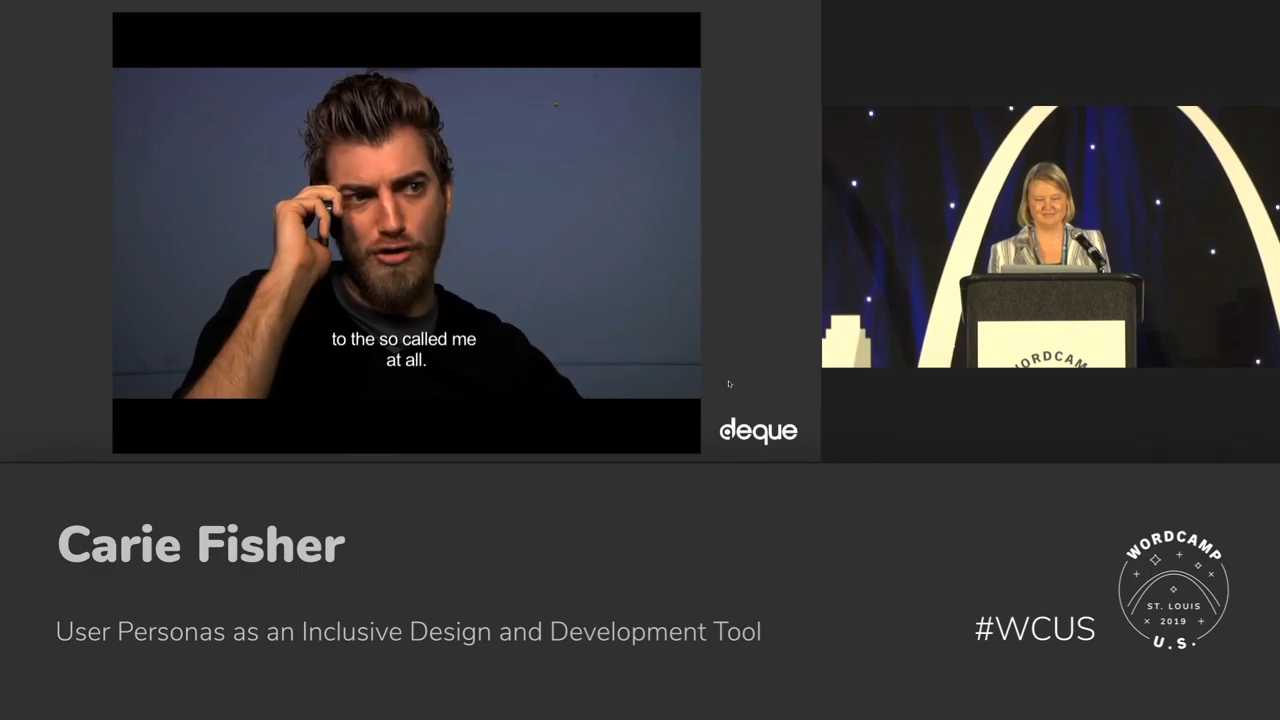 to the so called me
at all.
deque
WORDCAMP
Carie Fisher
User Personas as an Inclusive Design and Development Tool
#WCUS
WORDCAMP
ST. LOUIS
2019
U.S.